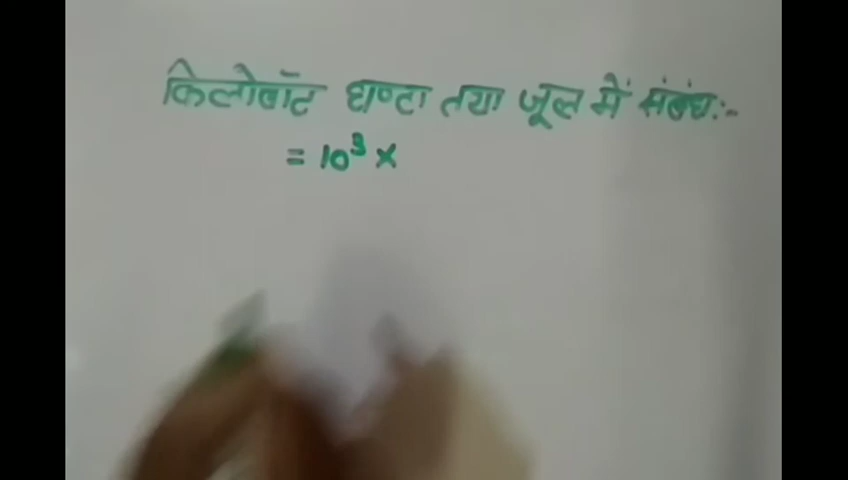 किलोवॉट घण्टा तथा जूल में संबंध:-
= 10³ ×